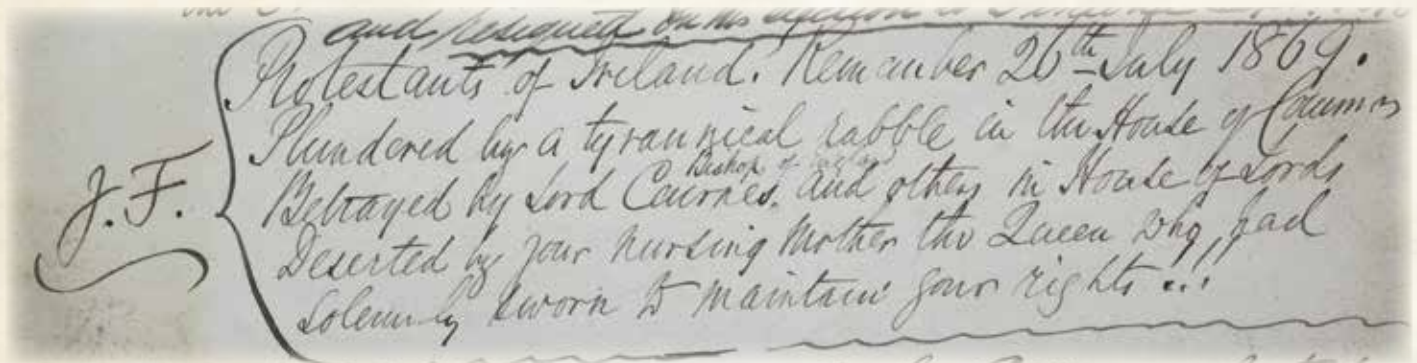 and resigned on his
Protestants of Ireland. Remember 26th July 1869.
Plundered by a tyrannical rabble in the House of Commons
Bishop of England
Betrayed by Lord Cairnes, and others in House of Lords
Deserted by your nursing Mother the Queen who, had
solemnly sworn to maintain your rights ...!
J.F.